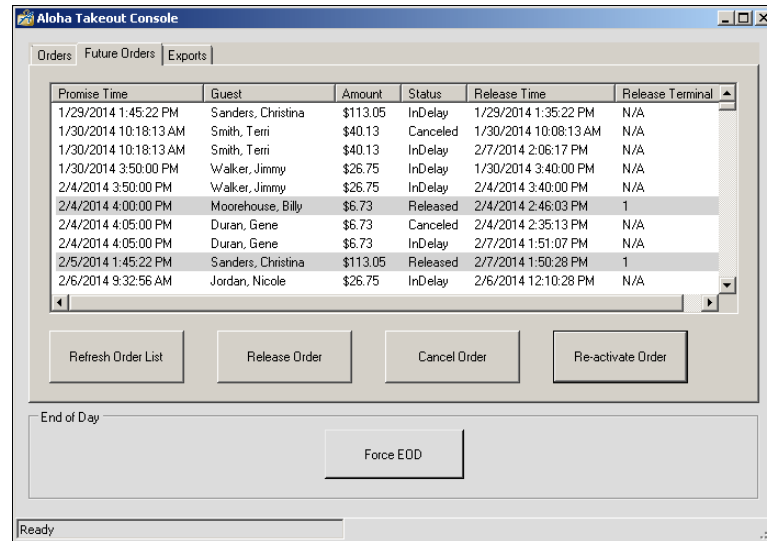 Aloha Takeout Console
Orders Future Orders Exports
Promise Time Guest Amount Status Release Time Release Terminal
1/29/2014 1:45:22 PM Sanders, Christina $113.05 InDelay 1/29/2014 1:35:22 PM N/A
1/30/2014 10:18:13 AM Smith, Terri $40.13 Canceled 1/30/2014 10:08:13 AM N/A
1/30/2014 10:18:13 AM Smith, Terri $40.13 InDelay 2/7/2014 2:06:17 PM N/A
1/30/2014 3:50:00 PM Walker, Jimmy $26.75 InDelay 1/30/2014 3:40:00 PM N/A
2/4/2014 3:50:00 PM Walker, Jimmy $26.75 InDelay 2/4/2014 3:40:00 PM N/A
2/4/2014 4:00:00 PM Moorehouse, Billy $6.73 Released 2/4/2014 2:46:03 PM 1
2/4/2014 4:05:00 PM Duran, Gene $6.73 Canceled 2/4/2014 2:35:13 PM N/A
2/4/2014 4:05:00 PM Duran, Gene $6.73 InDelay 2/7/2014 1:51:07 PM N/A
2/5/2014 1:45:22 PM Sanders, Christina $113.05 Released 2/7/2014 1:50:28 PM 1
2/6/2014 9:32:56 AM Jordan, Nicole $26.75 InDelay 2/6/2014 12:10:28 PM N/A
Refresh Order List Release Order Cancel Order Re-activate Order
End of Day
Force EOD
Ready